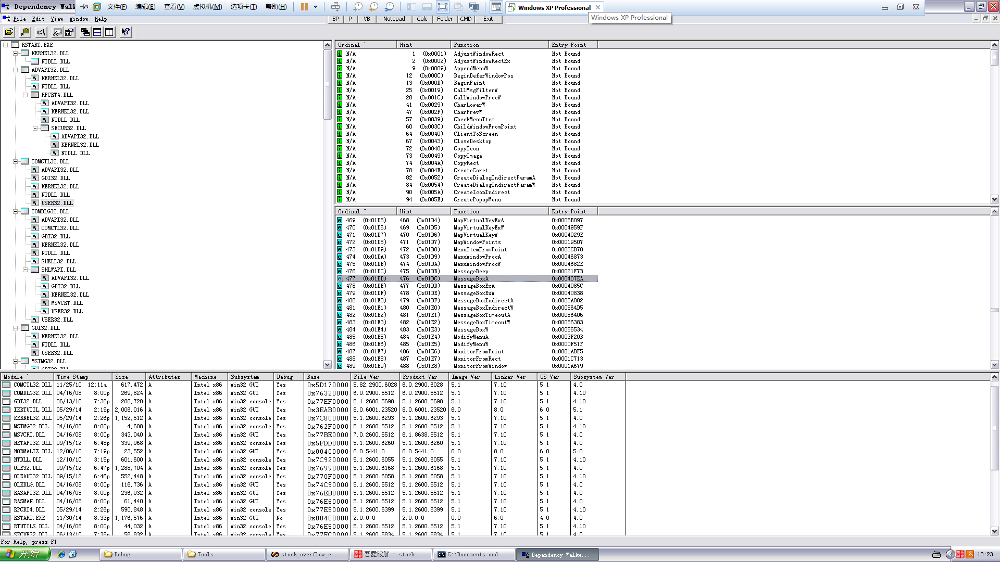 Dependency Walk 文件(F) 编辑(E) 查看(V) 虚拟机(M) 选项卡(T) 帮助(H) Windows XP Professional
Windows XP Professional
File Edit View Window Help
BP P VB Notepad Calc Folder CMD Exit
c:\
RSTART.EXE
KERNEL32.DLL
NTDLL.DLL
ADVAPI32.DLL
KERNEL32.DLL
NTDLL.DLL
RPCRT4.DLL
ADVAPI32.DLL
KERNEL32.DLL
NTDLL.DLL
SECUR32.DLL
ADVAPI32.DLL
KERNEL32.DLL
NTDLL.DLL
COMCTL32.DLL
ADVAPI32.DLL
GDI32.DLL
KERNEL32.DLL
NTDLL.DLL
USER32.DLL
COMDLG32.DLL
ADVAPI32.DLL
COMCTL32.DLL
GDI32.DLL
KERNEL32.DLL
NTDLL.DLL
SHELL32.DLL
SHLWAPI.DLL
ADVAPI32.DLL
GDI32.DLL
KERNEL32.DLL
MSVCRT.DLL
USER32.DLL
USER32.DLL
GDI32.DLL
KERNEL32.DLL
NTDLL.DLL
USER32.DLL
MSIMG32.DLL
GDI32.DLL
Ordinal ^ Hint Function Entry Point
N/A 1 (0x0001) AdjustWindowRect Not Bound
N/A 2 (0x0002) AdjustWindowRectEx Not Bound
N/A 9 (0x0009) AppendMenuW Not Bound
N/A 12 (0x000C) BeginDeferWindowPos Not Bound
N/A 13 (0x000D) BeginPaint Not Bound
N/A 25 (0x0019) CallMsgFilterW Not Bound
N/A 28 (0x001C) CallWindowProcW Not Bound
N/A 41 (0x0029) CharLowerW Not Bound
N/A 47 (0x002F) CharPrevW Not Bound
N/A 57 (0x0039) CheckMenuItem Not Bound
N/A 60 (0x003C) ChildWindowFromPoint Not Bound
N/A 64 (0x0040) ClientToScreen Not Bound
N/A 67 (0x0043) CloseDesktop Not Bound
N/A 72 (0x0048) CopyIcon Not Bound
N/A 73 (0x0049) CopyImage Not Bound
N/A 74 (0x004A) CopyRect Not Bound
N/A 78 (0x004E) CreateCaret Not Bound
N/A 82 (0x0052) CreateDialogIndirectParamA Not Bound
N/A 84 (0x0054) CreateDialogIndirectParamW Not Bound
N/A 90 (0x005A) CreateIconIndirect Not Bound
N/A 94 (0x005E) CreatePopupMenu Not Bound
Ordinal ^ Hint Function Entry Point
469 (0x01D5) 468 (0x01D4) MapVirtualKeyExA 0x0005B097
470 (0x01D6) 469 (0x01D5) MapVirtualKeyExW 0x0004959F
471 (0x01D7) 470 (0x01D6) MapVirtualKeyW 0x0004029E
472 (0x01D8) 471 (0x01D7) MapWindowPoints 0x00019507
473 (0x01D9) 472 (0x01D8) MenuItemFromPoint 0x0005CD70
474 (0x01DA) 473 (0x01D9) MenuWindowProcA 0x00046873
475 (0x01DB) 474 (0x01DA) MenuWindowProcW 0x0004682E
476 (0x01DC) 475 (0x01DB) MessageBeep 0x00021F7B
477 (0x01DD) 476 (0x01DC) MessageBoxA 0x000407EA
478 (0x01DE) 477 (0x01DD) MessageBoxExA 0x0004085C
479 (0x01DF) 478 (0x01DE) MessageBoxExW 0x00040838
480 (0x01E0) 479 (0x01DF) MessageBoxIndirectA 0x0002A082
481 (0x01E1) 480 (0x01E0) MessageBoxIndirectW 0x000564D5
482 (0x01E2) 481 (0x01E1) MessageBoxTimeoutA 0x00056406
483 (0x01E3) 482 (0x01E2) MessageBoxTimeoutW 0x00056383
484 (0x01E4) 483 (0x01E3) MessageBoxW 0x00056534
485 (0x01E5) 484 (0x01E4) ModifyMenuA 0x0003F20B
486 (0x01E6) 485 (0x01E5) ModifyMenuW 0x0000F51F
487 (0x01E7) 486 (0x01E6) MonitorFromPoint 0x0001ABF5
488 (0x01E8) 487 (0x01E7) MonitorFromRect 0x0001C713
489 (0x01E9) 488 (0x01E8) MonitorFromWindow 0x0001A679
Module ^ Time Stamp Size Attributes Machine Subsystem Debug Base File Ver Product Ver Image Ver Linker Ver OS Ver Subsystem Ver
COMCTL32.DLL 11/25/10 12:11a 617,472 A Intel x86 Win32 GUI Yes 0x5D170000 5.82.2900.6028 6.0.2900.6028 5.1 7.10 5.1 4.0
COMDLG32.DLL 04/16/08 8:00p 269,824 A Intel x86 Win32 GUI Yes 0x76320000 6.0.2900.5512 6.0.2900.5512 5.1 7.10 5.1 4.10
GDI32.DLL 06/13/10 7:38p 286,720 A Intel x86 Win32 console Yes 0x77EF0000 5.1.2600.5698 5.1.2600.5698 5.1 7.10 5.1 4.10
IERTUTIL.DLL 05/29/14 2:19p 2,006,016 A Intel x86 Win32 GUI Yes 0x3EAB0000 8.0.6001.23520 8.0.6001.23520 6.0 8.0 6.0 5.1
KERNEL32.DLL 05/29/14 2:26p 1,152,512 A Intel x86 Win32 console Yes 0x7C800000 5.1.2600.6293 5.1.2600.6293 5.1 7.10 5.1 4.0
MSIMG32.DLL 04/16/08 8:00p 4,608 A Intel x86 Win32 GUI Yes 0x762F0000 5.1.2600.5512 5.1.2600.5512 5.1 7.10 5.1 4.10
MSVCRT.DLL 04/16/08 8:00p 343,040 A Intel x86 Win32 GUI Yes 0x77BE0000 7.0.2600.5512 6.1.8638.5512 5.1 7.10 5.1 4.0
NETAPI32.DLL 09/15/12 6:48p 339,968 A Intel x86 Win32 console Yes 0x5FDD0000 5.1.2600.6260 5.1.2600.6260 5.1 7.10 5.1 4.10
NORMALIZ.DLL 12/06/10 7:19p 23,552 A Intel x86 Win32 GUI Yes 0x00400000 6.0.5441.0 6.0.5441.0 6.0 8.0 6.0 5.0
NTDLL.DLL 12/10/10 3:15p 601,600 A Intel x86 Win32 console Yes 0x7C920000 5.1.2600.6055 5.1.2600.6055 5.1 7.10 5.1 4.10
OLE32.DLL 09/15/12 6:47p 1,288,704 A Intel x86 Win32 console Yes 0x76990000 5.1.2600.6168 5.1.2600.6168 5.1 7.10 5.1 4.0
OLEAUT32.DLL 09/15/12 6:46p 552,448 A Intel x86 Win32 GUI Yes 0x770F0000 5.1.2600.6058 5.1.2600.6058 5.1 7.10 5.1 4.10
OLEDLG.DLL 04/16/08 8:00p 116,736 A Intel x86 Win32 GUI Yes 0x74C90000 5.1.2600.5512 5.1.2600.5512 5.1 7.10 5.1 4.0
RASAPI32.DLL 04/16/08 8:00p 236,032 A Intel x86 Win32 GUI Yes 0x76EB0000 5.1.2600.5512 5.1.2600.5512 5.1 7.10 5.1 4.0
RASMAN.DLL 04/16/08 8:00p 61,440 A Intel x86 Win32 GUI Yes 0x76E60000 5.1.2600.5512 5.1.2600.5512 5.1 7.10 5.1 4.0
RPCRT4.DLL 05/29/14 2:26p 590,848 A Intel x86 Win32 console Yes 0x77E50000 5.1.2600.6399 5.1.2600.6399 5.1 7.10 5.1 4.10
RSTART.EXE 11/30/14 8:33p 1,176,576 A Intel x86 Win32 GUI No 0x00400000 2.0.0.0 2.0.0.0 0.0 6.0 4.0 4.0
RTUTILS.DLL 04/16/08 8:00p 44,032 A Intel x86 Win32 GUI Yes 0x76E50000 5.1.2600.5512 5.1.2600.5512 5.1 7.10 5.1 4.0
SECUR32.DLL 06/13/10 7:38p 56,832 A Intel x86 Win32 console Yes 0x77FC0000 5.1.2600.5834 5.1.2600.5834 5.1 7.10 5.1 4.0
For Help, press F1
开始 Debug Tools stack_overflow_e... 吾愛破解 - stack... C:\Documents and... Dependency Walke... 13:23